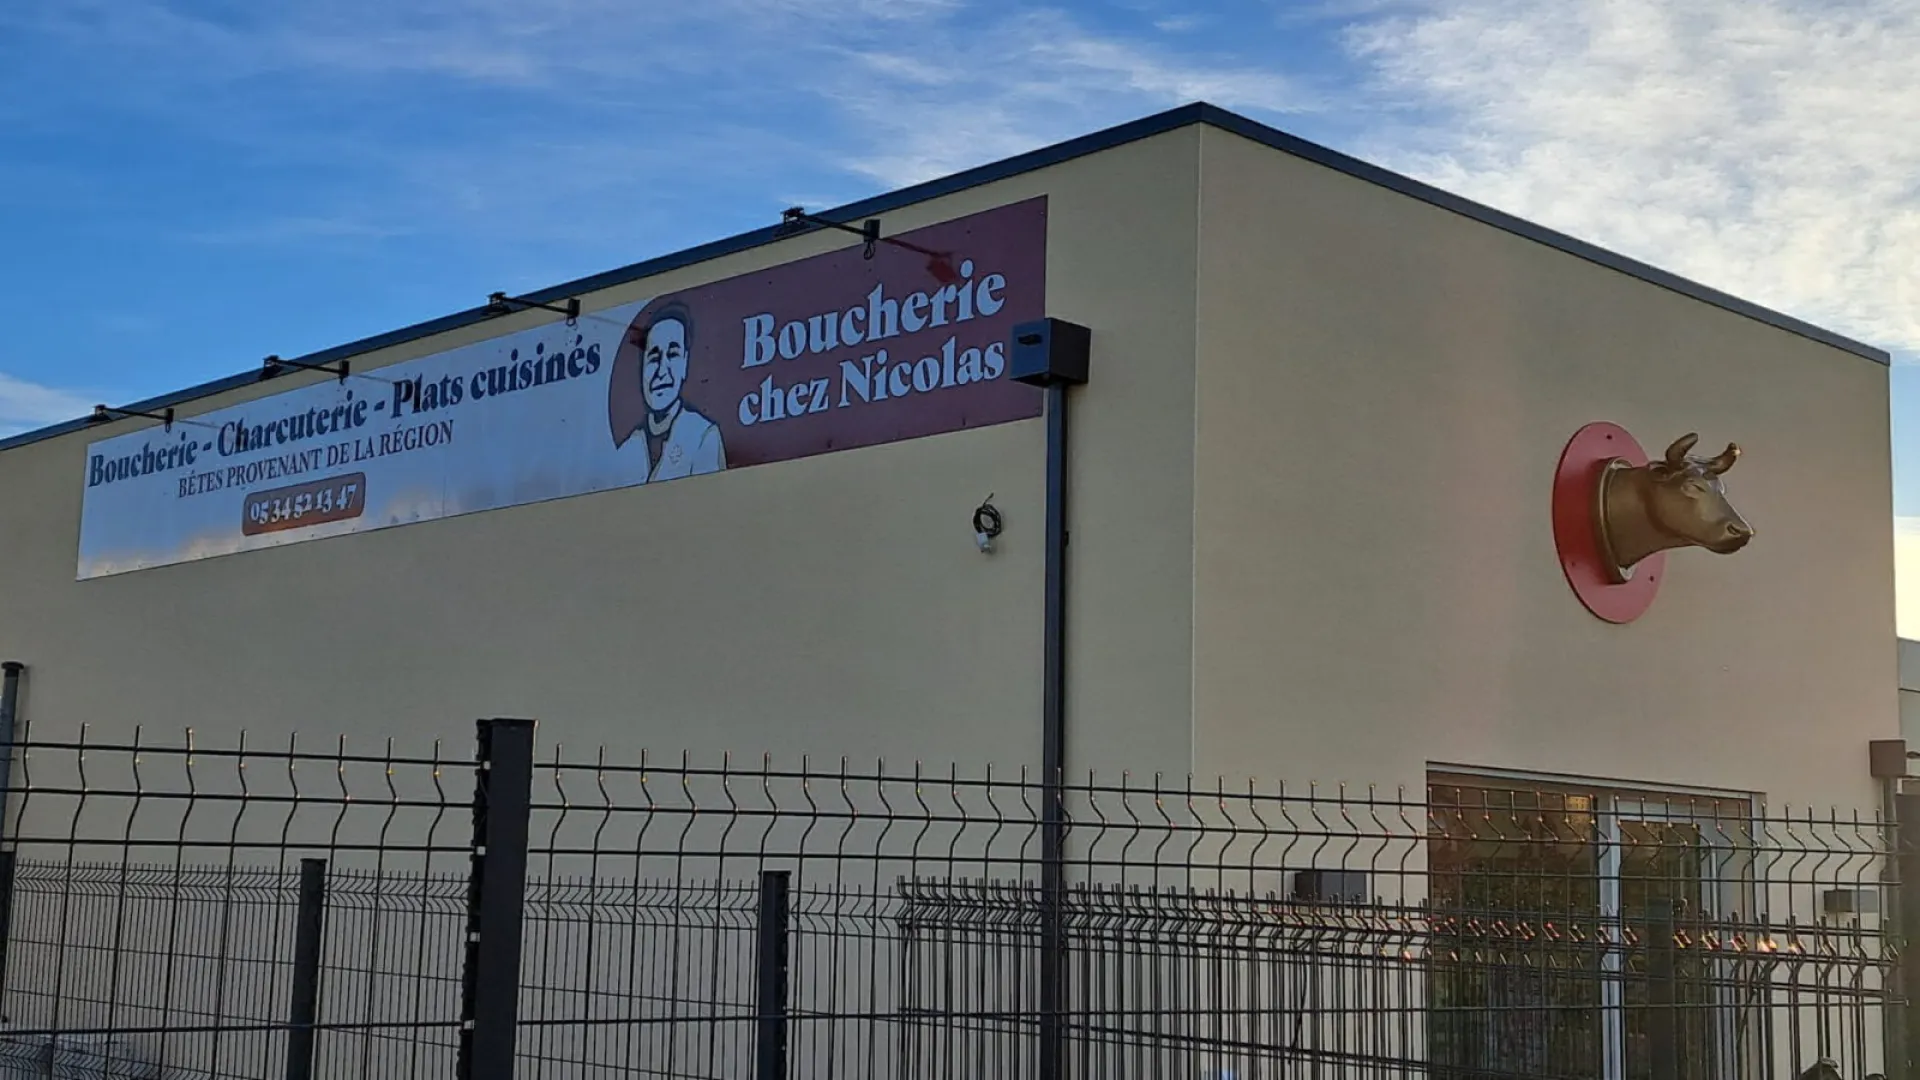 Boucherie - Charcuterie - Plats cuisinés
BÊTES PROVENANT DE LA RÉGION
05 34 52 13 47
Boucherie
chez Nicolas